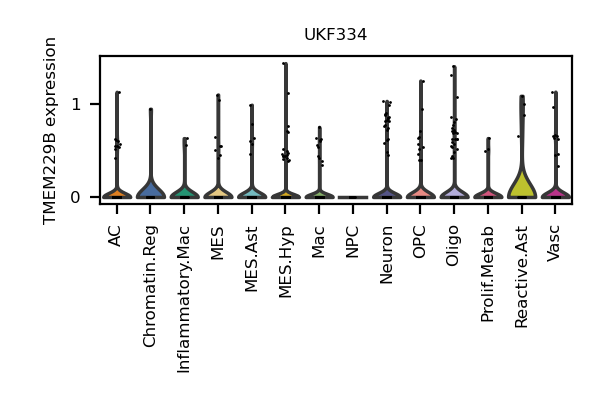 UKF334
TMEM229B expression
1
0
AC
Chromatin.Reg
Inflammatory.Mac
MES
MES.Ast
MES.Hyp
Mac
NPC
Neuron
OPC
Oligo
Prolif.Metab
Reactive.Ast
Vasc